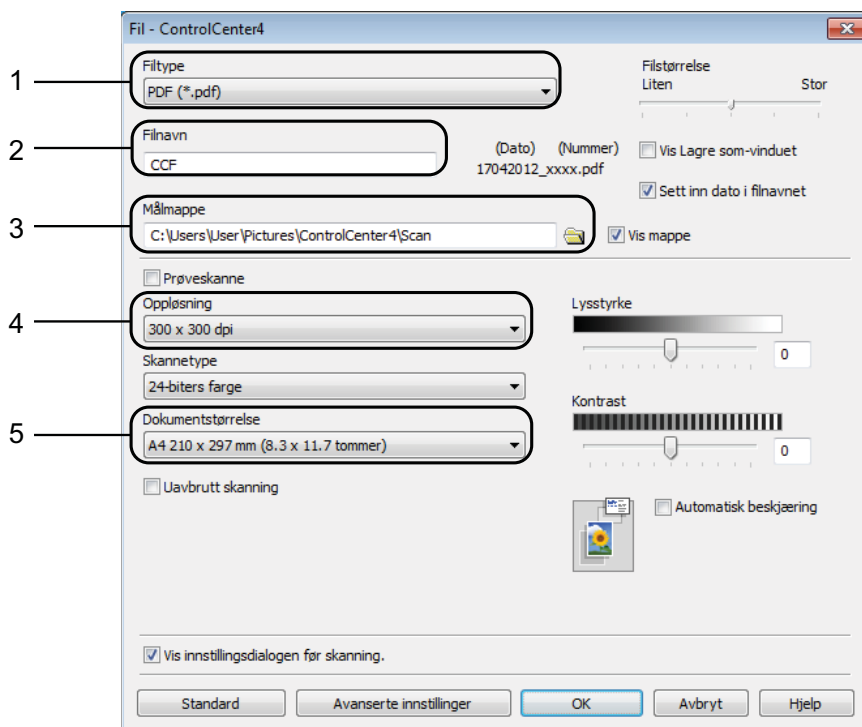 Fil - ControlCenter4
1
Filtype
PDF (*.pdf)
Filstørrelse
Liten Stor
2
Filnavn
CCF
(Dato) (Nummer)
17042012_xxxx.pdf
Vis Lagre som-vinduet
Sett inn dato i filnavnet
3
Målmappe
C:\Users\User\Pictures\ControlCenter4\Scan
Vis mappe
Prøveskanne
4
Oppløsning
300 x 300 dpi
Lysstyrke
0
Skannetype
24-biters farge
5
Dokumentstørrelse
A4 210 x 297 mm (8.3 x 11.7 tommer)
Kontrast
0
Uavbrutt skanning
Automatisk beskjæring
Vis innstillingsdialogen før skanning.
Standard Avanserte innstillinger OK Avbryt Hjelp